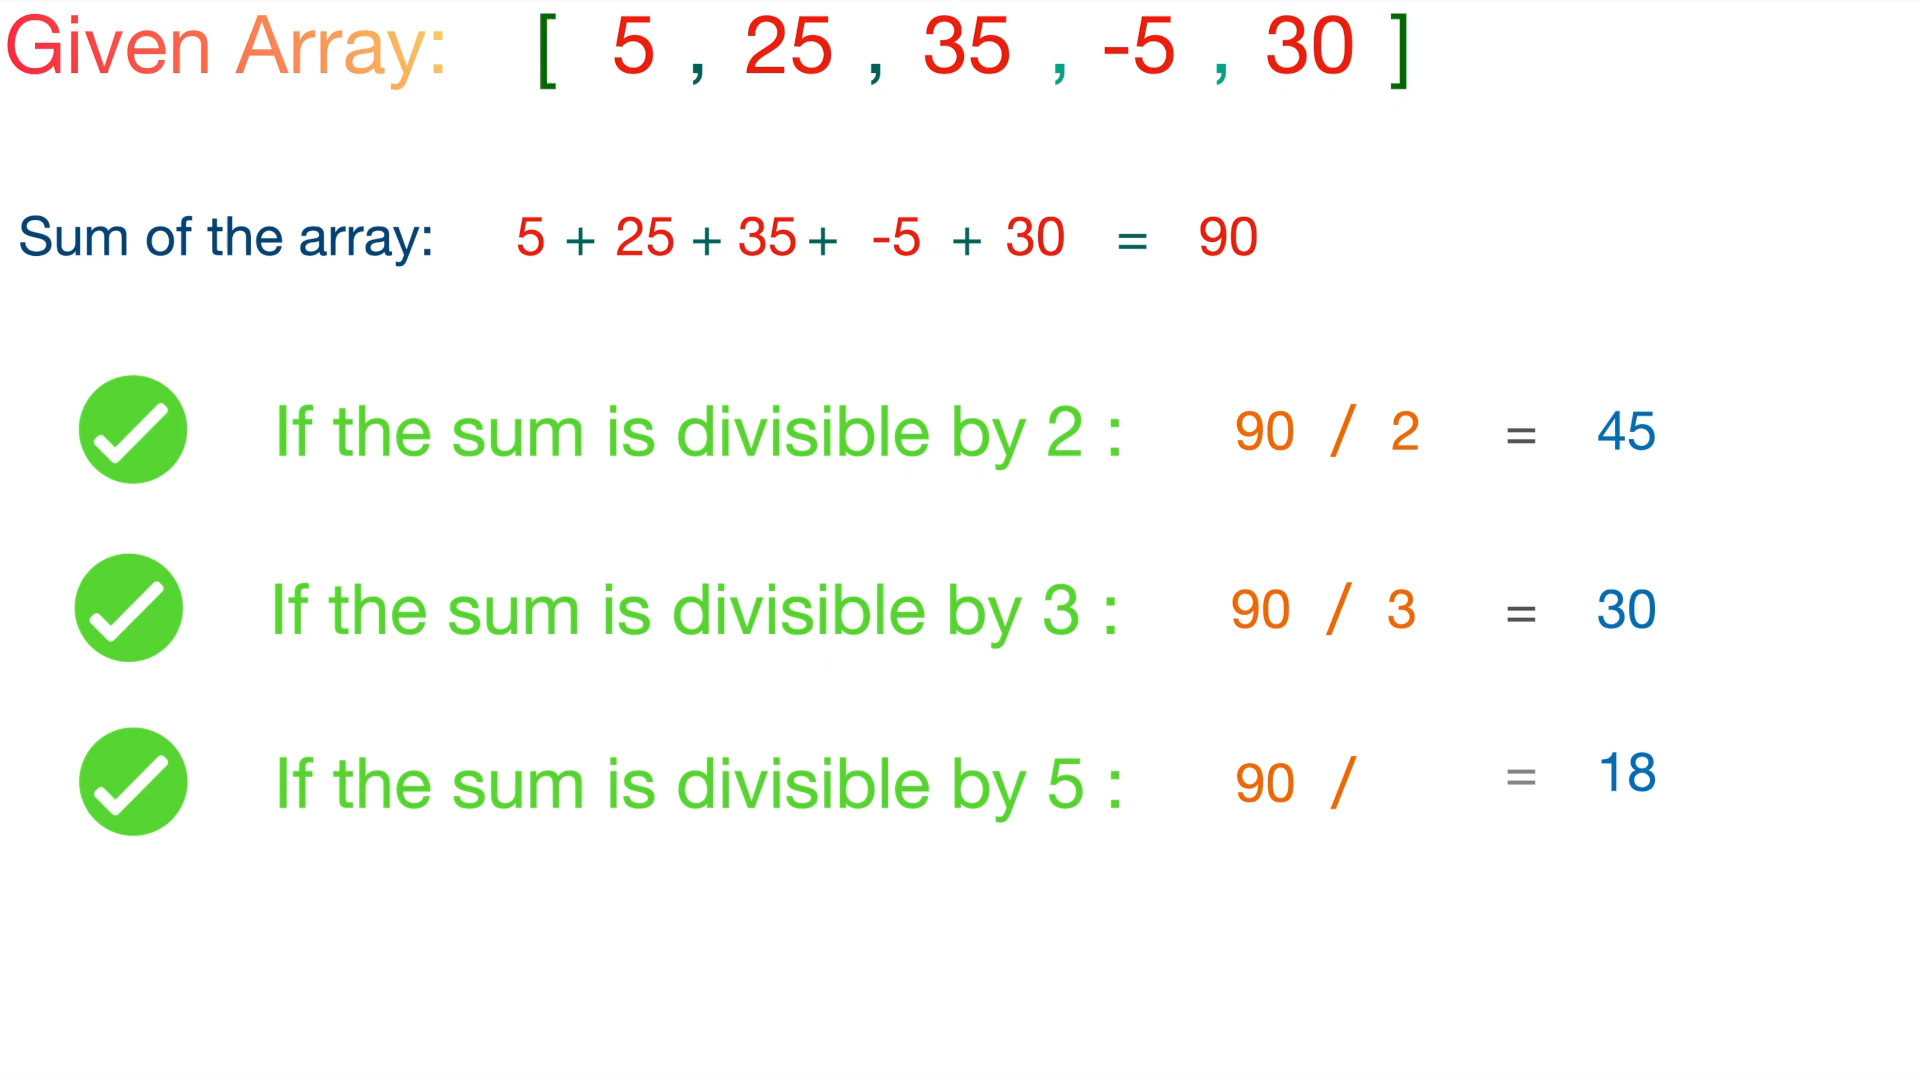 Given Array: [ 5 , 25 , 35 , -5 , 30 ]
Sum of the array: 5 + 25 + 35 + -5 + 30 = 90
If the sum is divisible by 2 : 90 / 2 = 45
If the sum is divisible by 3 : 90 / 3 = 30
If the sum is divisible by 5 : 90 / = 18